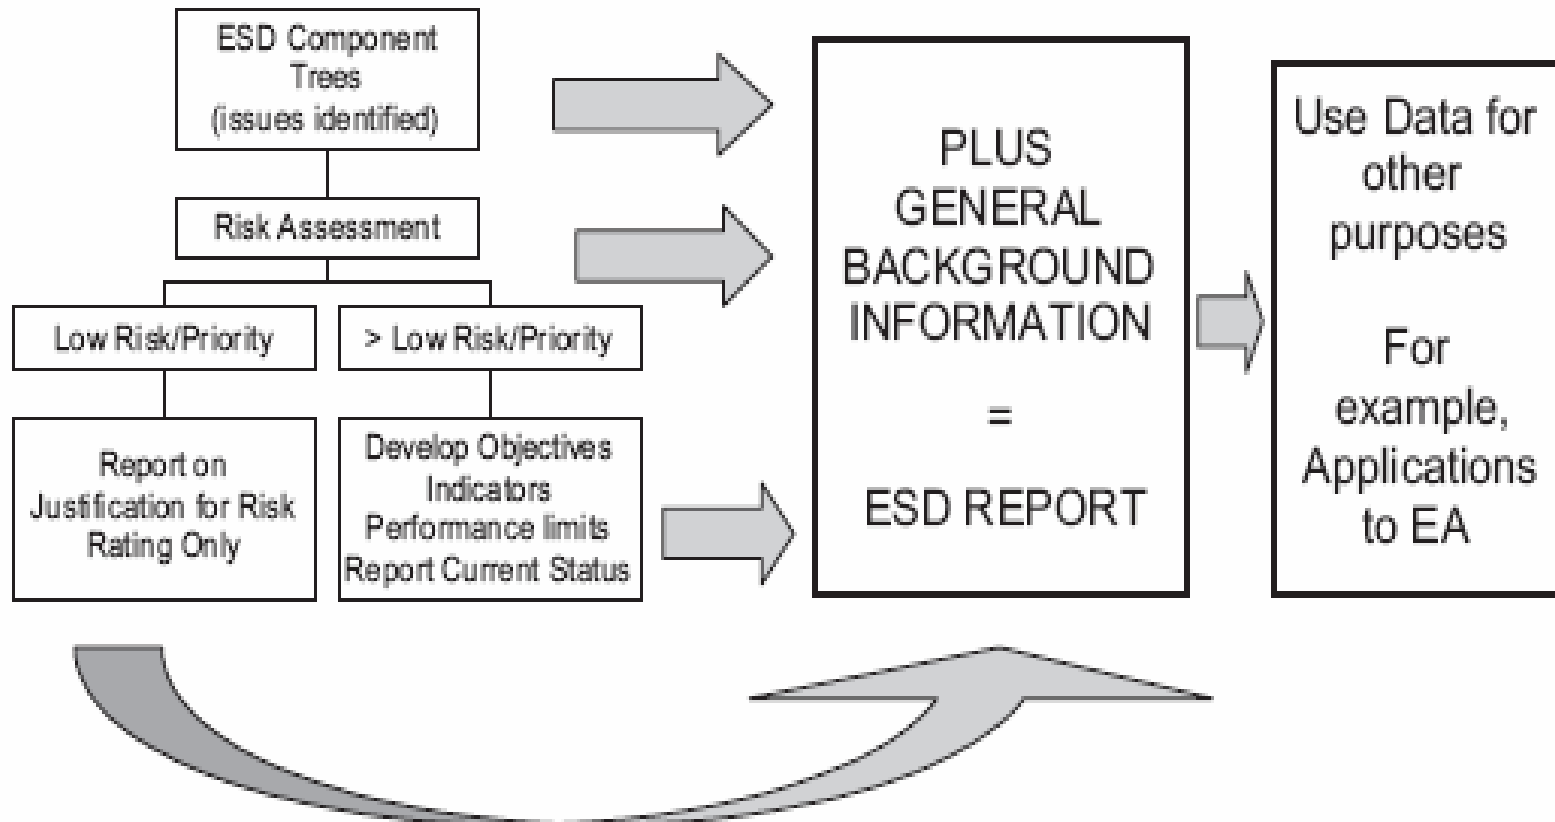 ESD Component
Trees
(issues identified)
Risk Assessment
Low Risk/Priority
> Low Risk/Priority
Report on
Justification for Risk
Rating Only
Develop Objectives
Indicators
Performance limits
Report Current Status
PLUS
GENERAL
BACKGROUND
INFORMATION
=
ESD REPORT
Use Data for
other
purposes
For
example,
Applications
to EA